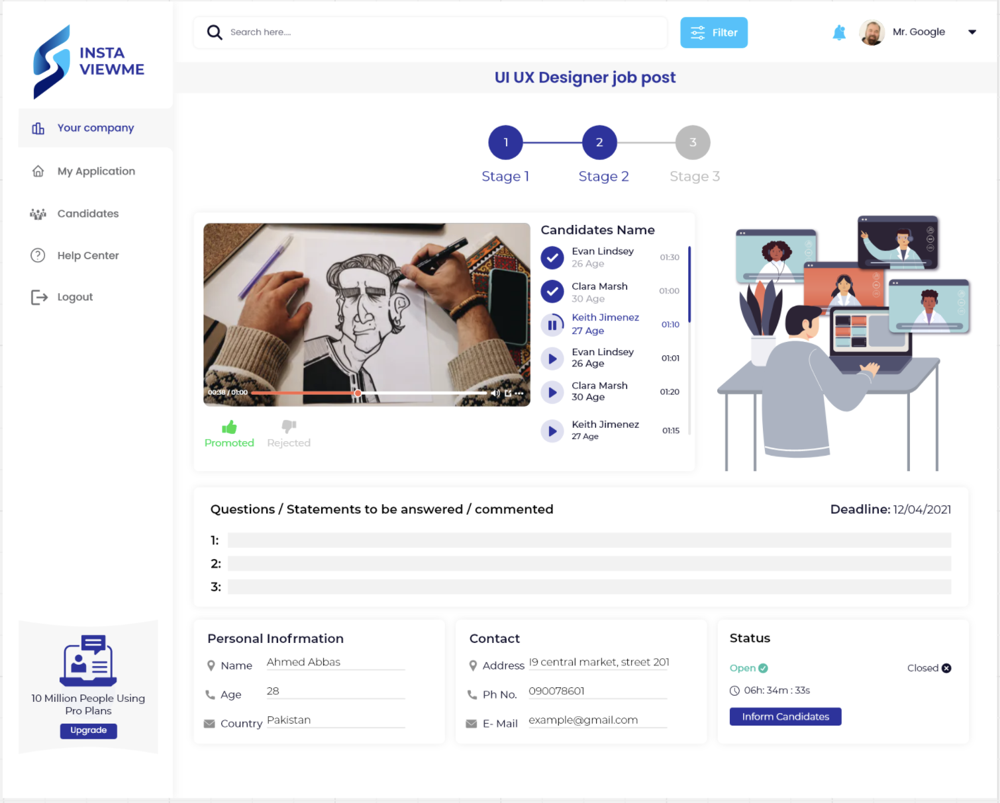 INSTA
VIEWME
Search here....
Filter
Mr. Google
UI UX Designer job post
Your company
My Application
Candidates
Help Center
Logout
1
2
3
Stage 1
Stage 2
Stage 3
00:38 / 01:00
Promoted
Rejected
Candidates Name
Evan Lindsey
26 Age
01:30
Clara Marsh
30 Age
01:00
Keith Jimenez
27 Age
01:10
Evan Lindsey
26 Age
01:01
Clara Marsh
30 Age
01:20
Keith Jimenez
27 Age
01:15
Questions / Statements to be answered / commented
Deadline: 12/04/2021
1:
2:
3:
Personal Inofrmation
Name Ahmed Abbas
Age 28
Country Pakistan
Contact
Address 19 central market, street 201
Ph No. 090078601
E- Mail example@gmail.com
Status
Open
Closed
06h: 34m : 33s
Inform Candidates
10 Million People Using
Pro Plans
Upgrade